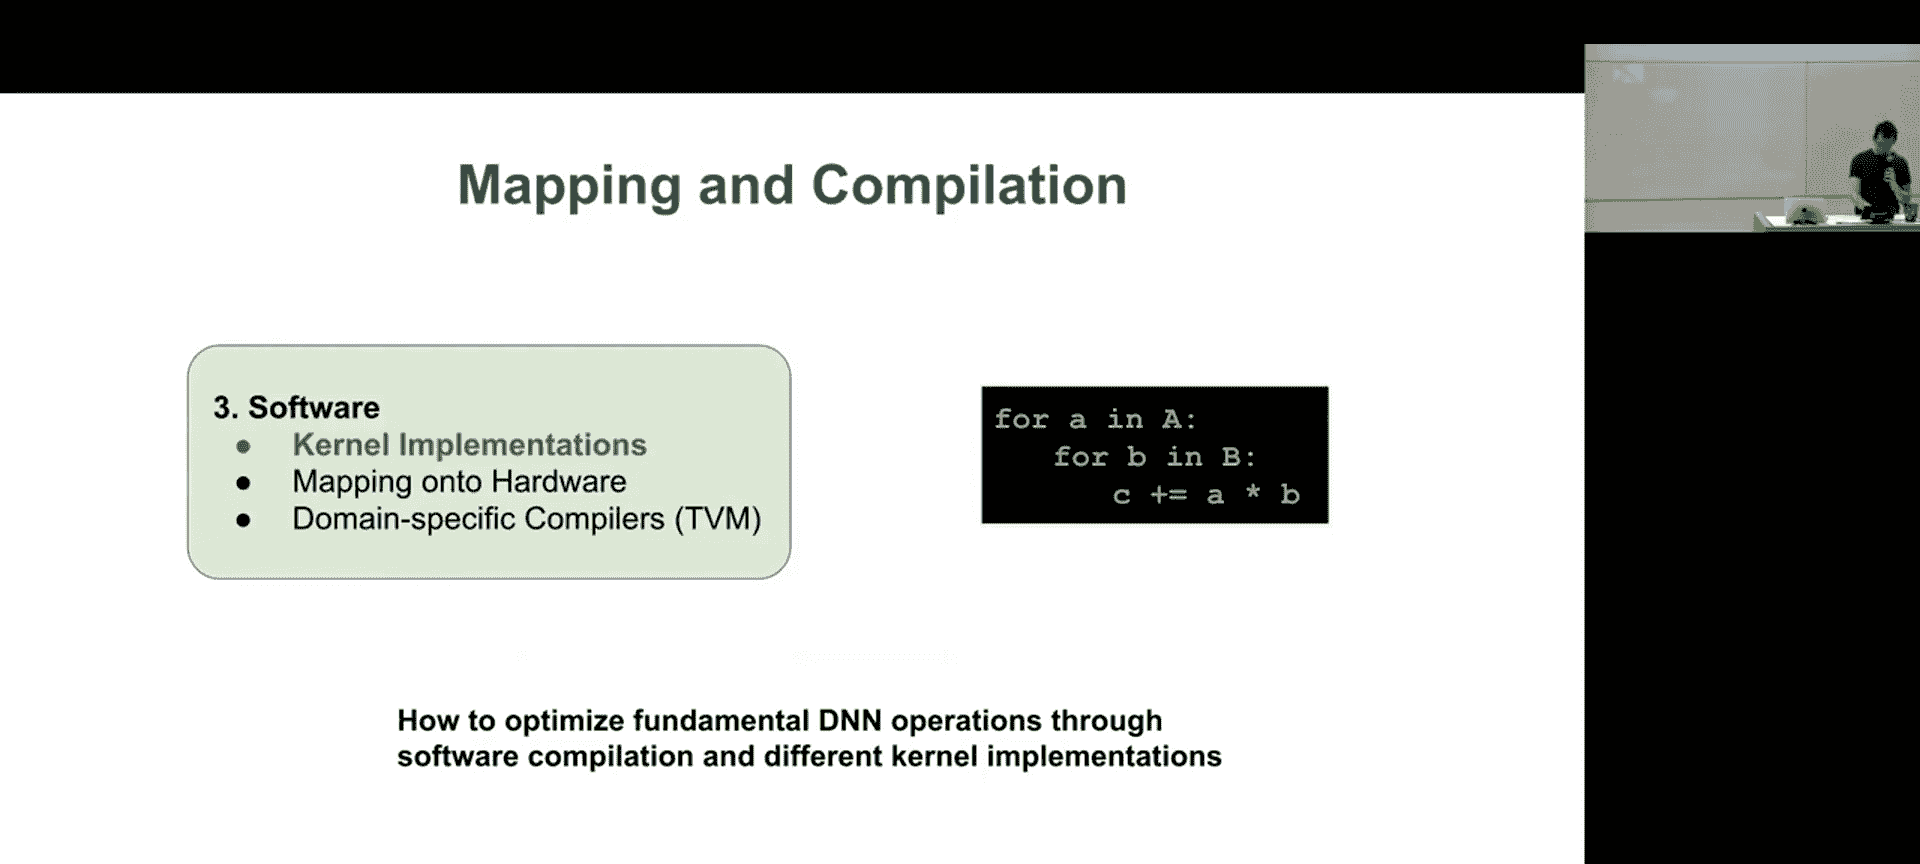 Mapping and Compilation
3. Software
● Kernel Implementations
● Mapping onto Hardware
● Domain-specific Compilers (TVM)
for a in A:
for b in B:
c += a * b
How to optimize fundamental DNN operations through
software compilation and different kernel implementations